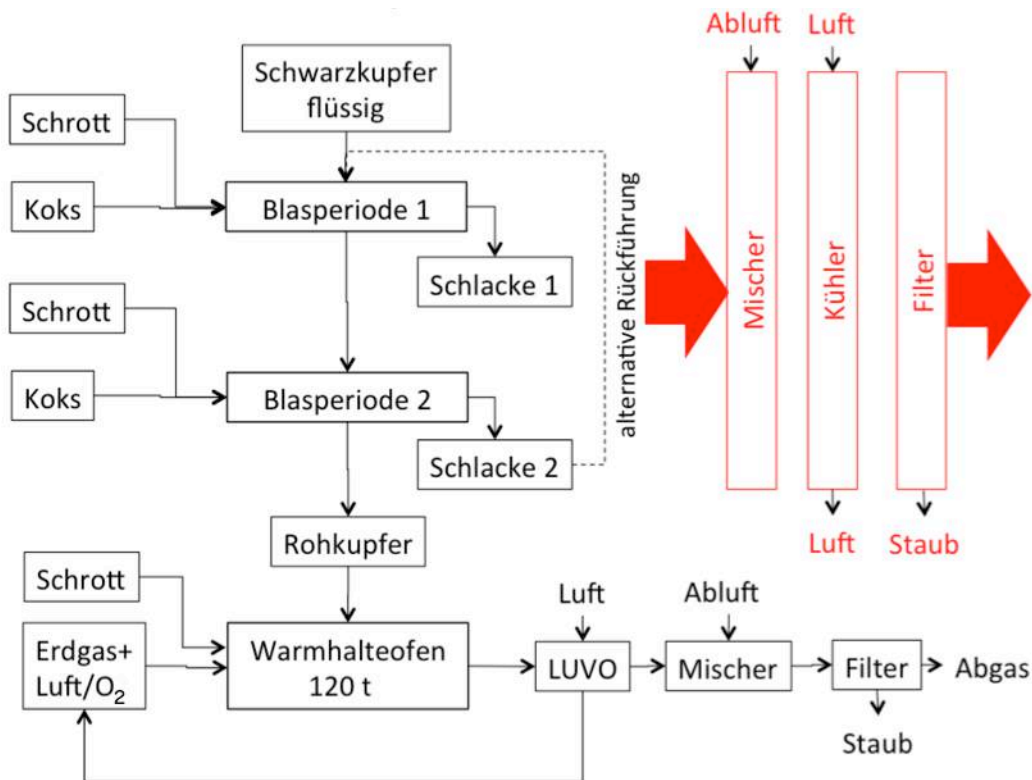 Abluft
Luft
Schwarzkupfer
flüssig
Schrott
Koks
Blasperiode 1
Schlacke 1
alternative Rückführung
Mischer
Kühler
Filter
Schrott
Koks
Blasperiode 2
Schlacke 2
Luft
Staub
Rohkupfer
Schrott
Luft
Abluft
Erdgas+
Luft/O₂
Warmhalteofen
120 t
LUVO
Mischer
Filter
Abgas
Staub